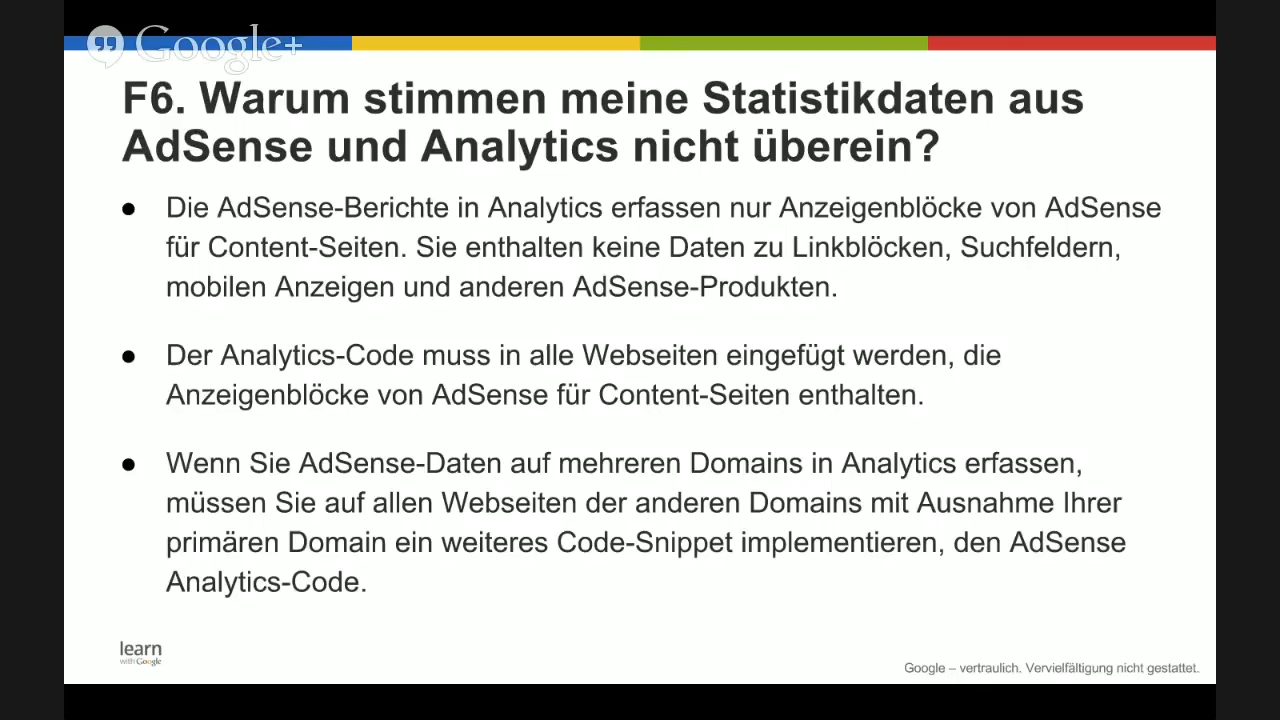 Google+
F6. Warum stimmen meine Statistikdaten aus
AdSense und Analytics nicht überein?
● Die AdSense-Berichte in Analytics erfassen nur Anzeigenblöcke von AdSense
für Content-Seiten. Sie enthalten keine Daten zu Linkblöcken, Suchfeldern,
mobilen Anzeigen und anderen AdSense-Produkten.
● Der Analytics-Code muss in alle Webseiten eingefügt werden, die
Anzeigenblöcke von AdSense für Content-Seiten enthalten.
● Wenn Sie AdSense-Daten auf mehreren Domains in Analytics erfassen,
müssen Sie auf allen Webseiten der anderen Domains mit Ausnahme Ihrer
primären Domain ein weiteres Code-Snippet implementieren, den AdSense
Analytics-Code.
learn
with Google
Google – vertraulich. Vervielfältigung nicht gestattet.